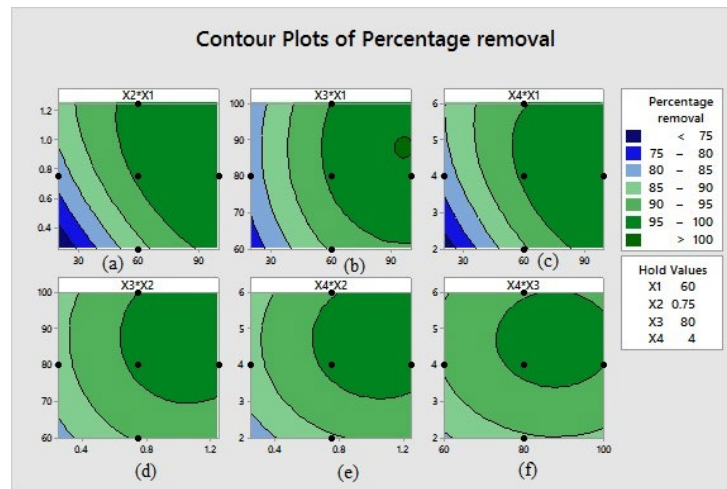 Contour Plots of Percentage removal
X2*X1
X3*X1
X4*X1
1.2
1.0
0.8
0.6
0.4
30 60 90
(a)
100
90
80
70
60
30 60 90
(b)
6
5
4
3
2
30 60 90
(c)
Percentage
removal
< 75
75 – 80
80 – 85
85 – 90
90 – 95
95 – 100
> 100
X3*X2
X4*X2
X4*X3
100
90
80
70
60
0.4 0.8 1.2
(d)
6
5
4
3
2
0.4 0.8 1.2
(e)
6
5
4
3
2
60 80 100
(f)
Hold Values
X1 60
X2 0.75
X3 80
X4 4